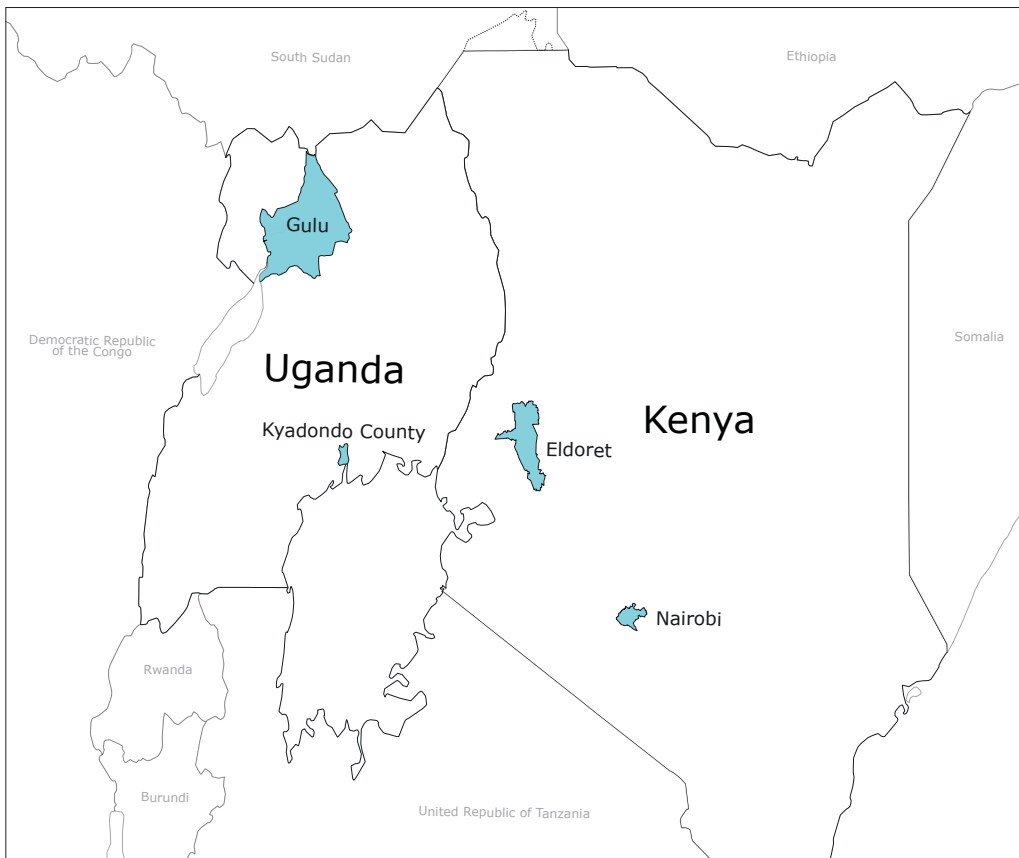 South Sudan
Ethiopia
Gulu
Democratic Republic
of the Congo
Somalia
Uganda
Kenya
Kyadondo County
Eldoret
Nairobi
Rwanda
Burundi
United Republic of Tanzania